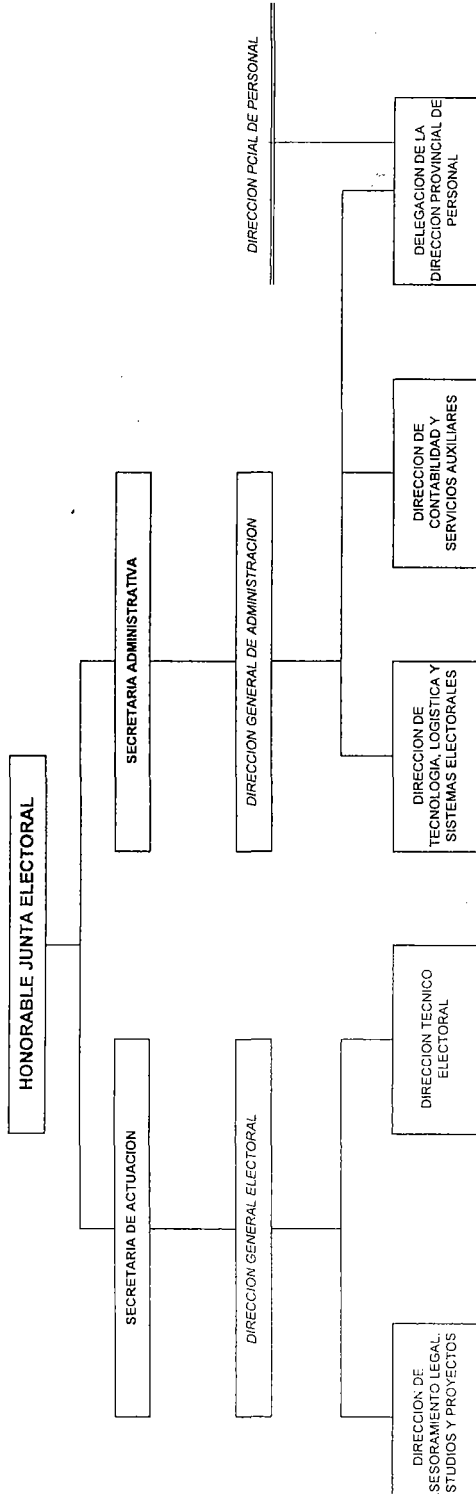 HONORABLE JUNTA ELECTORAL
SECRETARIA DE ACTUACION
SECRETARIA ADMINISTRATIVA
DIRECCION GENERAL ELECTORAL
DIRECCION GENERAL DE ADMINISTRACION
DIRECCION PCIAL DE PERSONAL
DIRECCION DE
SESORAMIENTO LEGAL,
STUDIOS Y PROYECTOS
DIRECCION TECNICO
ELECTORAL
DIRECCION DE
TECNOLOGIA, LOGISTICA Y
SISTEMAS ELECTORALES
DIRECCION DE
CONTABILIDAD Y
SERVICIOS AUXILIARES
DELEGACION DE LA
DIRECCION PROVINCIAL DE
PERSONAL